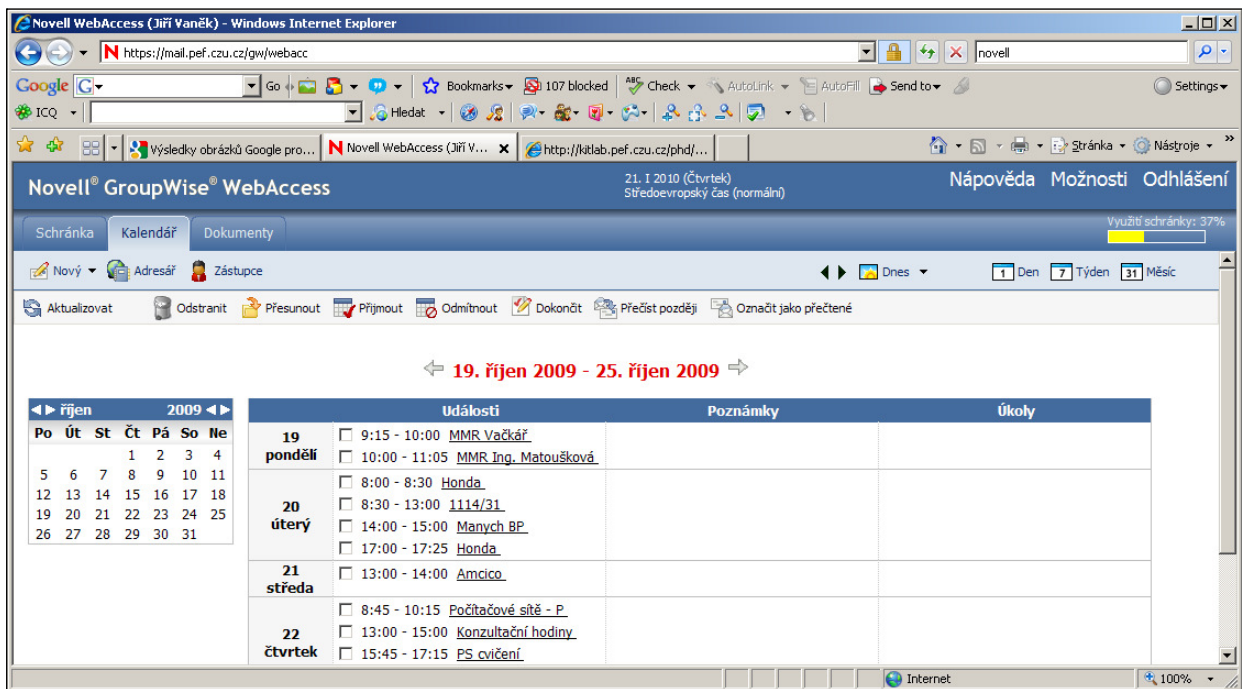 Novell WebAccess (Jiří Vaněk) - Windows Internet Explorer
https://mail.pef.czu.cz/gw/webacc
novell
Google G Go Bookmarks 107 blocked ABC Check AutoLink AutoFill Send to Settings
ICQ Hledat
Výsledky obrázků Google pro... Novell WebAccess (Jiří V... X http://kitlab.pef.czu.cz/phd/... Stránka Nástroje »
Novell® GroupWise® WebAccess
21. I 2010 (Čtvrtek)
Středoevropský čas (normální)
Nápověda Možnosti Odhlášení
Schránka Kalendář Dokumenty
Využití schránky: 37%
Nový Adresář Zástupce Dnes 1 Den 7 Týden 31 Měsíc
Aktualizovat Odstranit Přesunout Přijmout Odmítnout Dokončit Přečíst později Označit jako přečtené
19. říjen 2009 - 25. říjen 2009
říjen 2009
Po Út St Čt Pá So Ne
1 2 3 4
5 6 7 8 9 10 11
12 13 14 15 16 17 18
19 20 21 22 23 24 25
26 27 28 29 30 31
Události Poznámky Úkoly
19
pondělí
9:15 - 10:00 MMR Vačkář
10:00 - 11:05 MMR Ing. Matoušková
20
úterý
8:00 - 8:30 Honda
8:30 - 13:00 1114/31
14:00 - 15:00 Manych BP
17:00 - 17:25 Honda
21
středa
13:00 - 14:00 Amcico
22
čtvrtek
8:45 - 10:15 Počítačové sítě - P
13:00 - 15:00 Konzultační hodiny
15:45 - 17:15 PS cvičení
Internet 100%